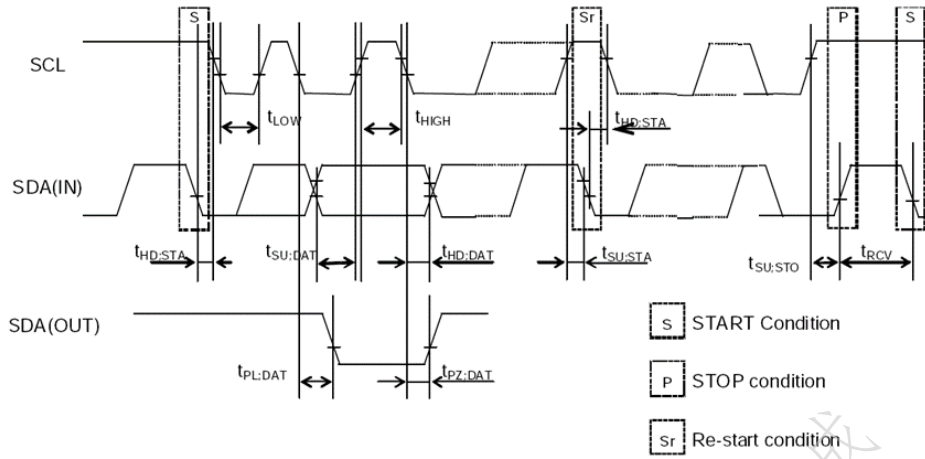 S Sr P S
SCL
tLOW tHIGH tHD;STA
SDA(IN)
tHD;STA tSU;DAT tHD;DAT tSU;STA tSU;STO tRCV
SDA(OUT)
S START Condition
tPL;DAT tPZ;DAT
P STOP condition
Sr Re-start condition